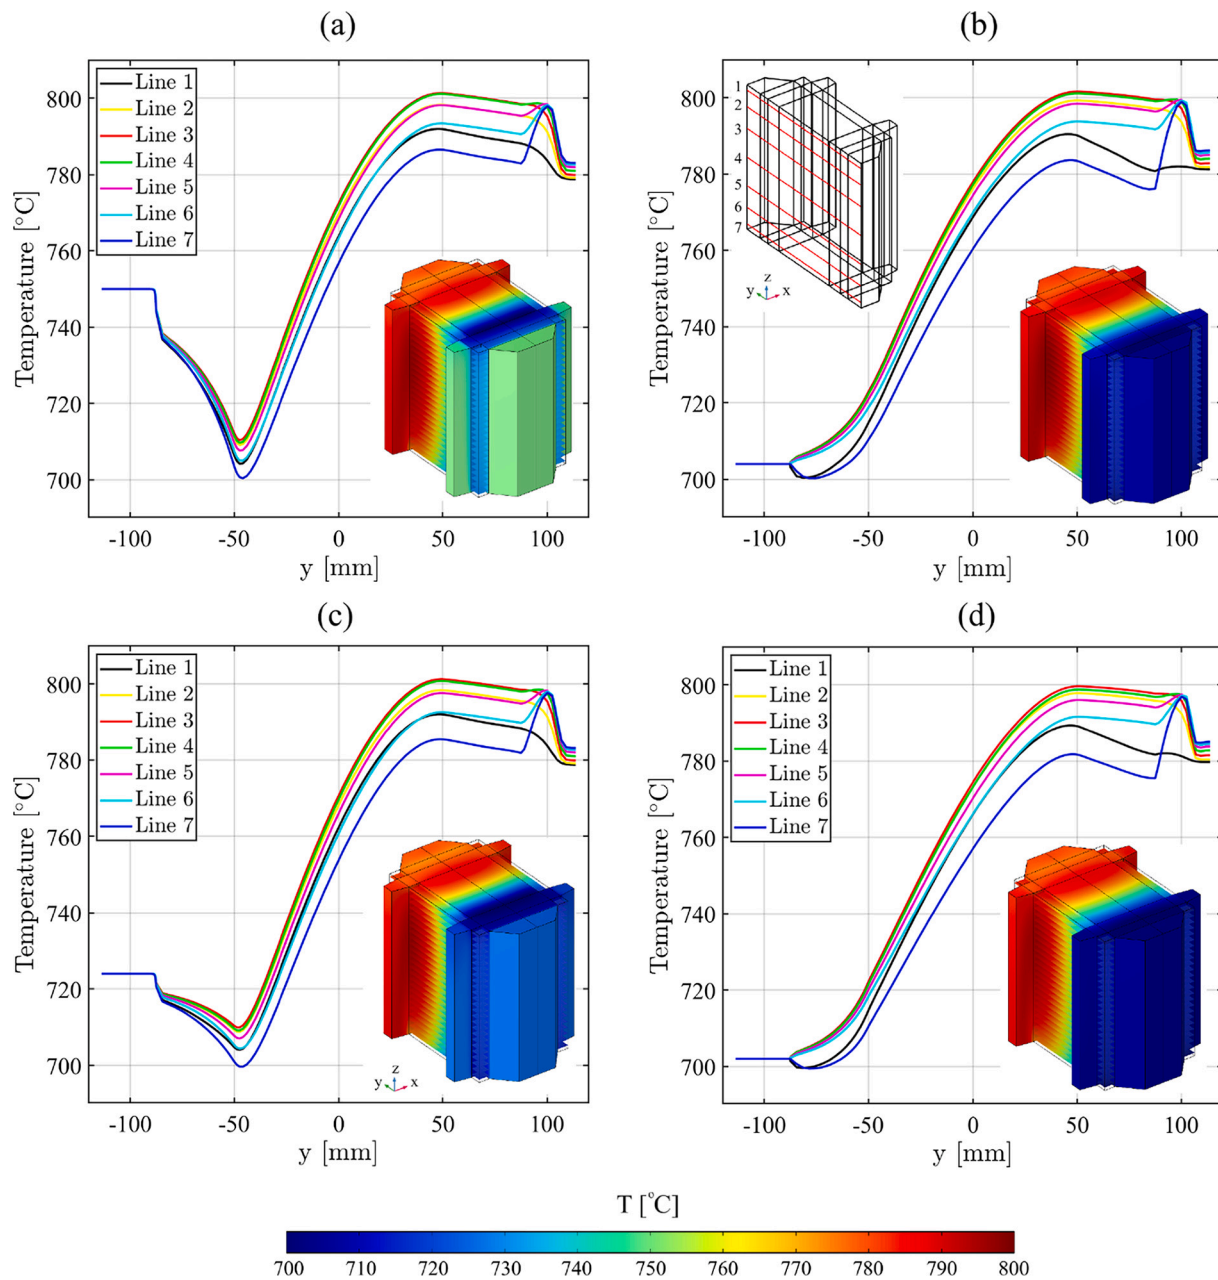 (a)
Temperature [°C]
800
780
760
740
720
700
-100 -50 0 50 100
y [mm]
Line 1
Line 2
Line 3
Line 4
Line 5
Line 6
Line 7
(b)
Temperature [°C]
800
780
760
740
720
700
-100 -50 0 50 100
y [mm]
1
2
3
4
5
6
7
z
y x
(c)
Temperature [°C]
800
780
760
740
720
700
-100 -50 0 50 100
y [mm]
Line 1
Line 2
Line 3
Line 4
Line 5
Line 6
Line 7
z
y x
(d)
Temperature [°C]
800
780
760
740
720
700
-100 -50 0 50 100
y [mm]
Line 1
Line 2
Line 3
Line 4
Line 5
Line 6
Line 7
T [°C]
700 710 720 730 740 750 760 770 780 790 800